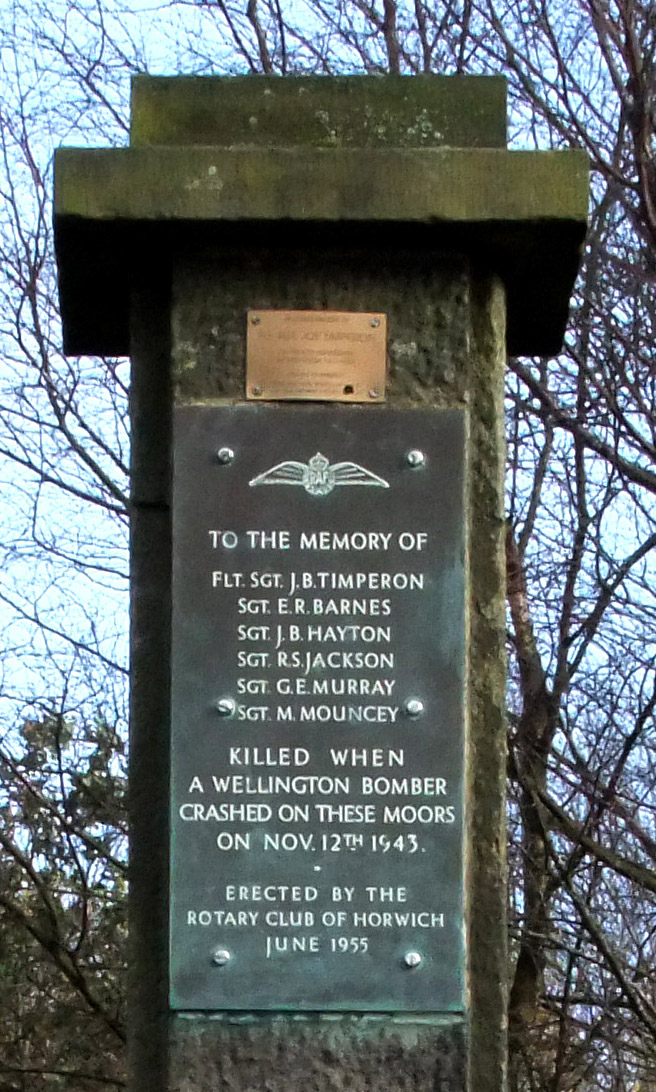 RAF
TO THE MEMORY OF
FLT. SGT. J.B.TIMPERON
SGT. E.R.BARNES
SGT. J.B.HAYTON
SGT. R.S.JACKSON
SGT. G.E.MURRAY
SGT. M.MOUNCEY
KILLED WHEN
A WELLINGTON BOMBER
CRASHED ON THESE MOORS
ON NOV. 12TH 1943.
ERECTED BY THE
ROTARY CLUB OF HORWICH
JUNE 1955